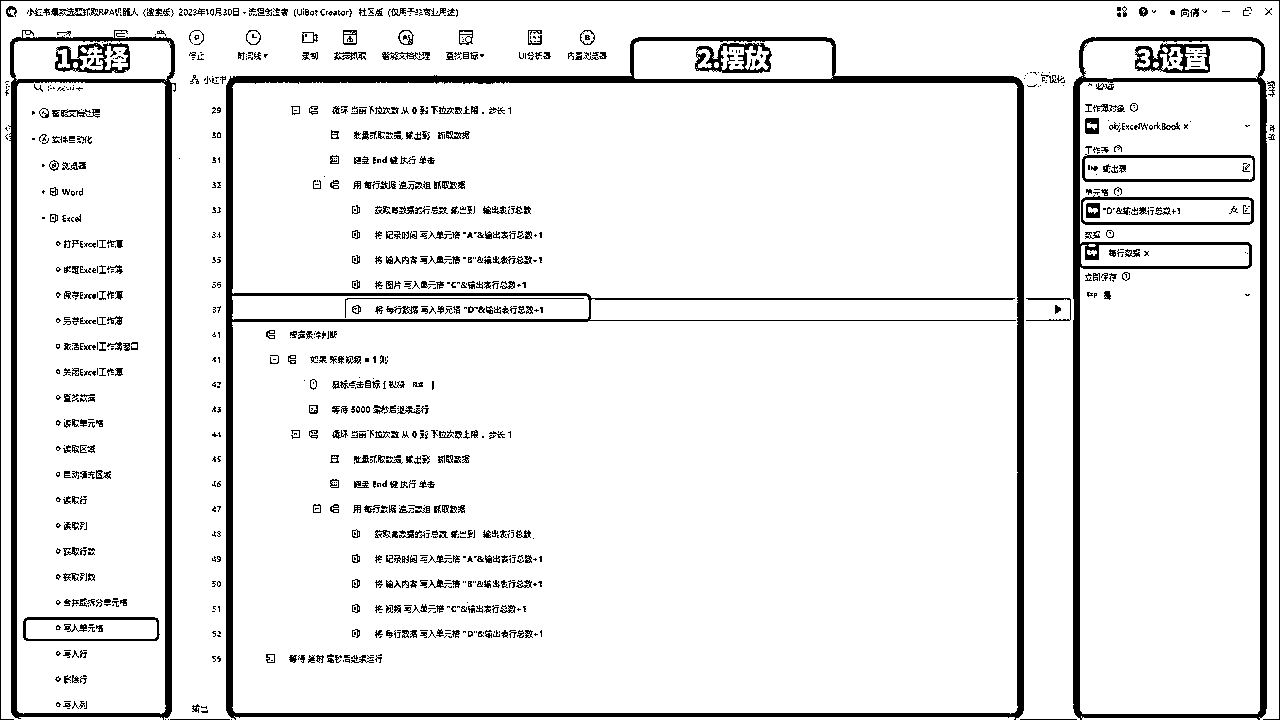 小红书爆款选题抓取RPA机器人（搜索版）2023年10月30日 - 流程创造者（UiBot Creator）社区版（仅用于非商业用途）
停止
时间线
录制
数据抓取
智能文档处理
查找目标
UI分析器
内置浏览器
1.选择
2.摆放
3.设置
小红书
可视化
智能文档处理
软件自动化
浏览器
Word
Excel
打开Excel工作簿
绑定Excel工作簿
保存Excel工作簿
另存Excel工作簿
激活Excel工作簿窗口
关闭Excel工作簿
查找数据
读取单元格
读取区域
自动填充区域
读取行
读取列
获取行数
获取列数
合并或拆分单元格
写入单元格
写入行
删除行
写入列
29 循环 当前下拉次数 从 0 到 下拉次数上限，步长 1
30 批量抓取数据, 输出到 抓取数据
31 键盘 End 键 执行 单击
32 用 每行数据 遍历数组 抓取数据
33 获取有数据的行总数, 输出到 输出表行总数
34 将 记录时间 写入单元格 "A"&输出表行总数+1
35 将 输入内容 写入单元格 "B"&输出表行总数+1
36 将 图片 写入单元格 "C"&输出表行总数+1
37 将 每行数据 写入单元格 "D"&输出表行总数+1
41 根据条件判断
41 如果 采集视频 = 1 则
42 鼠标点击目标
43 等待 5000 毫秒后继续运行
44 循环 当前下拉次数 从 0 到 下拉次数上限，步长 1
45 批量抓取数据, 输出到 抓取数据
46 键盘 End 键 执行 单击
47 用 每行数据 遍历数组 抓取数据
48 获取有数据的行总数, 输出到 输出表行总数
49 将 记录时间 写入单元格 "A"&输出表行总数+1
50 将 输入内容 写入单元格 "B"&输出表行总数+1
51 将 视频 写入单元格 "C"&输出表行总数+1
52 将 每行数据 写入单元格 "D"&输出表行总数+1
55 等待 延时 毫秒后继续运行
输出
必选
工作簿对象
objExcelWorkBook ×
工作表
Exp 输出表
单元格
Exp "D"&输出表行总数+1
数据
每行数据 ×
立即保存
Exp 是